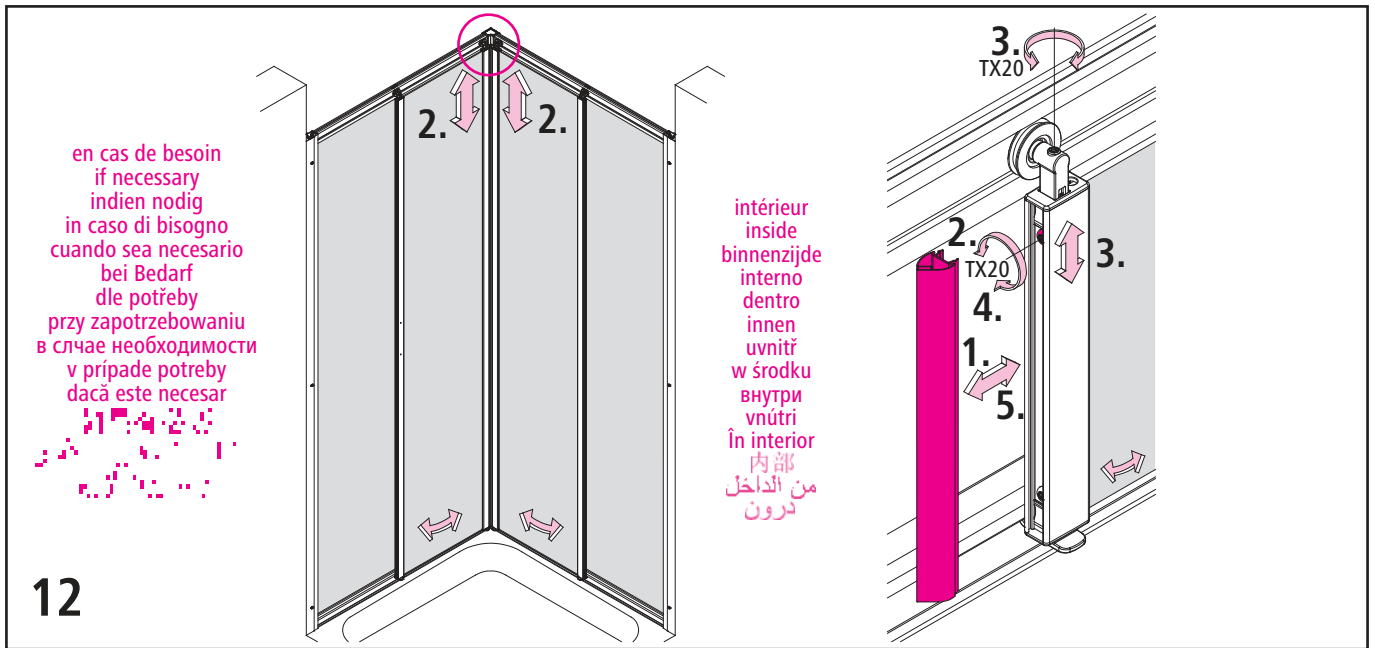 en cas de besoin
if necessary
indien nodig
in caso di bisogno
cuando sea necesario
bei Bedarf
dle potřeby
przy zapotrzebowaniu
в слчае необходимости
v prípade potreby
dacă este necesar
12
2.
2.
intérieur
inside
binnenzijde
interno
dentro
innen
uvnitř
w środku
внутри
vnútri
În interior
内部
من الداخل
درون
3.
TX20
2.
TX20
4.
3.
1.
5.